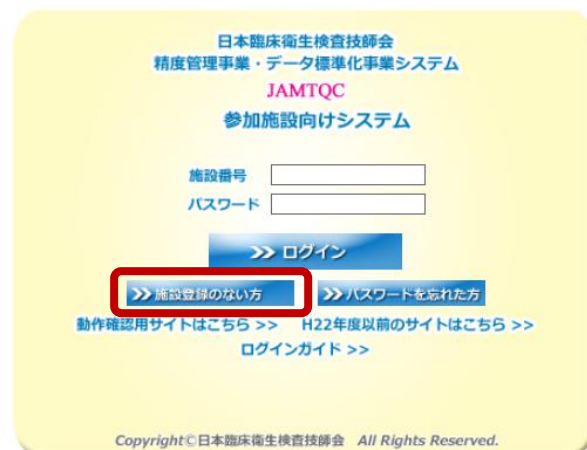 日本臨床衛生検査技師会
精度管理事業・データ標準化事業システム
JAMTQC
参加施設向けシステム
施設番号
パスワード
>> ログイン
>> 施設登録のない方 >> パスワードを忘れた方
動作確認用サイトはこちら >> H22年度以前のサイトはこちら >>
ログインガイド >>
Copyright©日本臨床衛生検査技師会 All Rights Reserved.